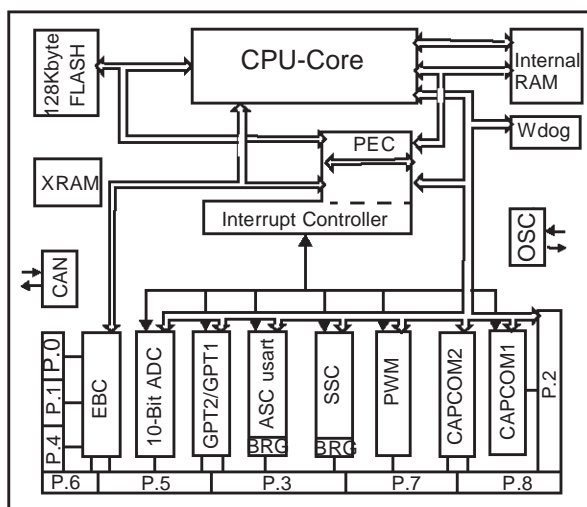 128Kbyte
FLASH
CPU-Core
Internal
RAM
PEC
Wdog
XRAM
Interrupt Controller
OSC
CAN
P.0
P.1
P.4
EBC
10-Bit ADC
GPT2/GPT1
ASC usart
BRG
SSC
BRG
PWM
CAPCOM2
CAPCOM1
P.2
P.6
P.5
P.3
P.7
P.8